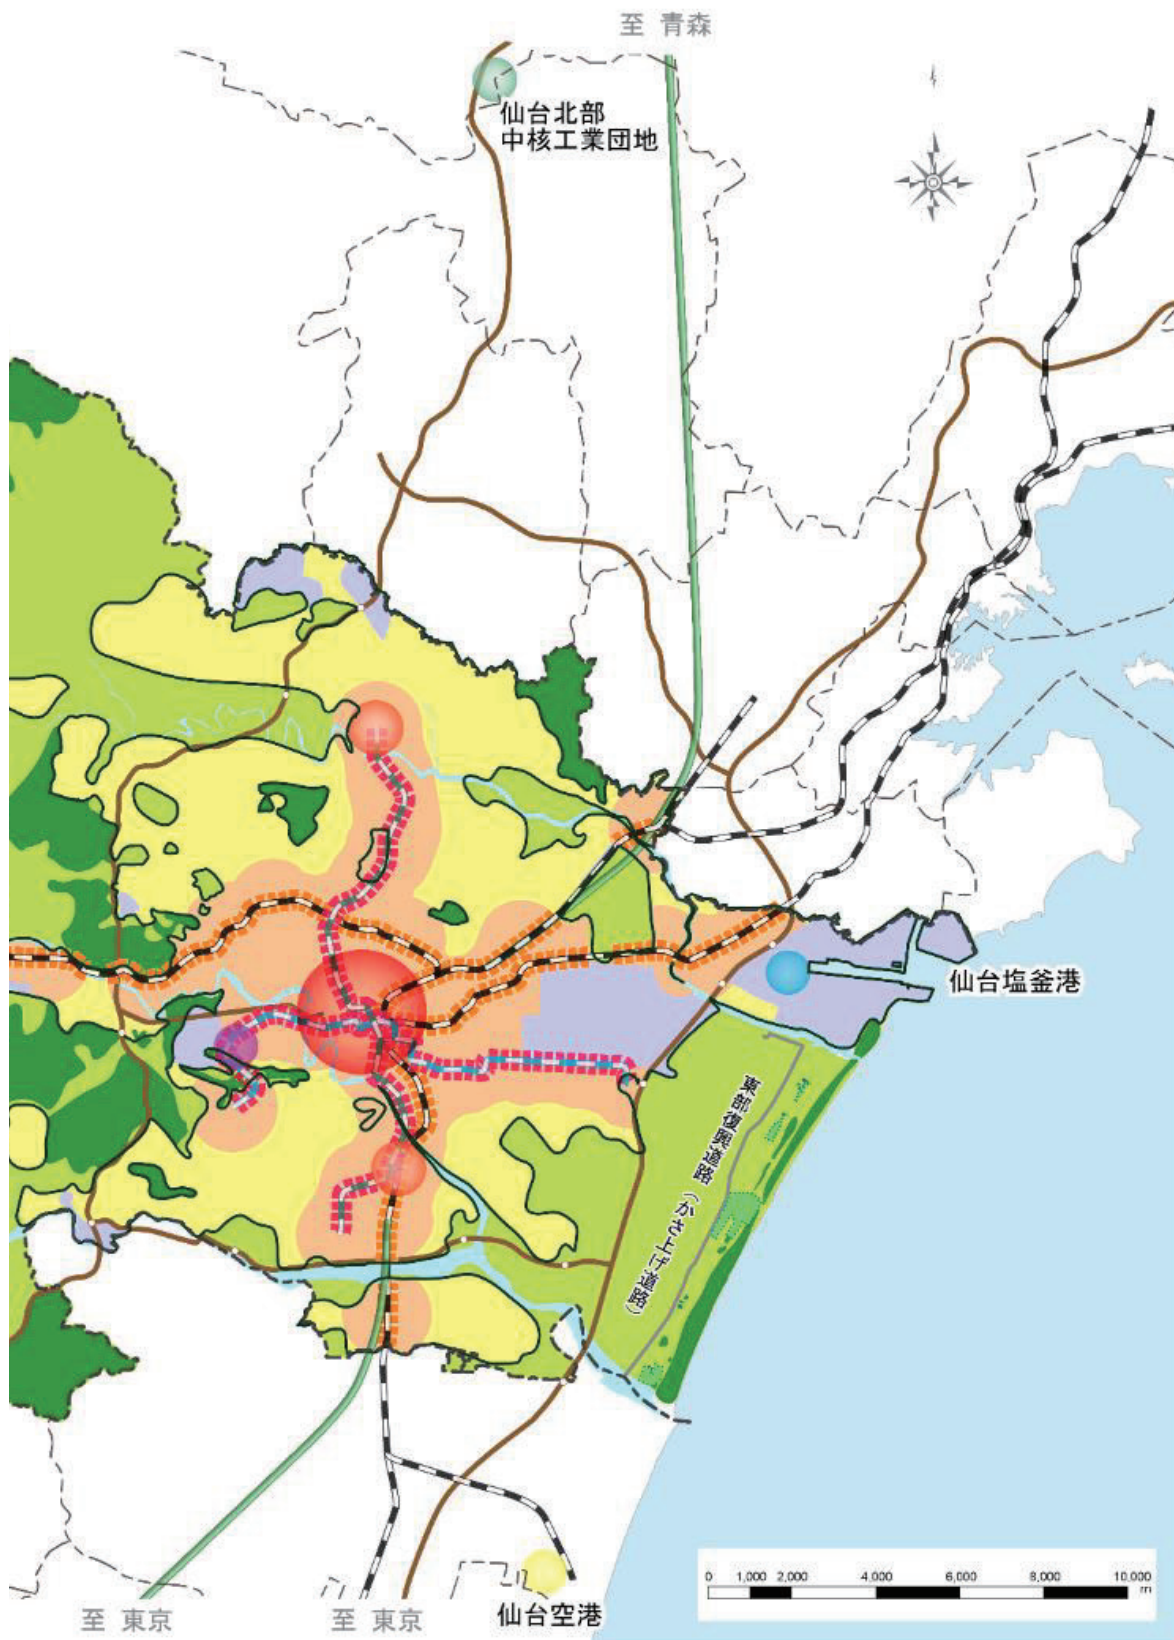 至 青森
仙台北部
中核工業団地
仙台塩釜港
東部復興道路（かさ上げ道路）
0 1,000 2,000 4,000 6,000 8,000 10,000
m
至 東京
至 東京
仙台空港